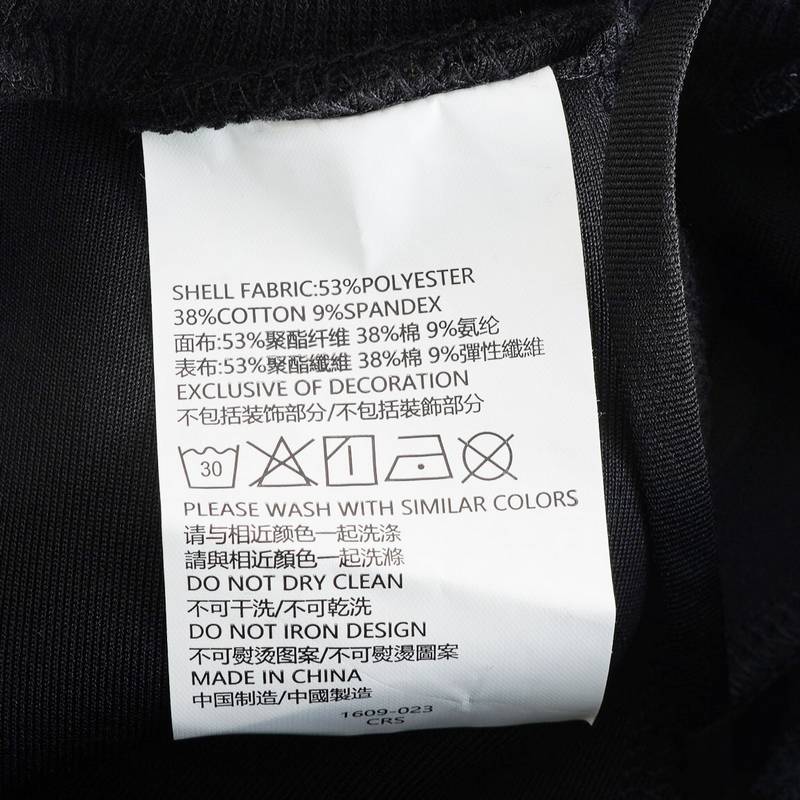 SHELL FABRIC:53%POLYESTER
38%COTTON 9%SPANDEX
面布:53%聚酯纤维 38%棉 9%氨纶
表布:53%聚酯纖維 38%棉 9%彈性纖維
EXCLUSIVE OF DECORATION
不包括装饰部分/不包括裝飾部分
30
PLEASE WASH WITH SIMILAR COLORS
请与相近颜色一起洗涤
請與相近顏色一起洗滌
DO NOT DRY CLEAN
不可干洗/不可乾洗
DO NOT IRON DESIGN
不可熨烫图案/不可熨燙圖案
MADE IN CHINA
中国制造/中國製造
1609-023
CRS